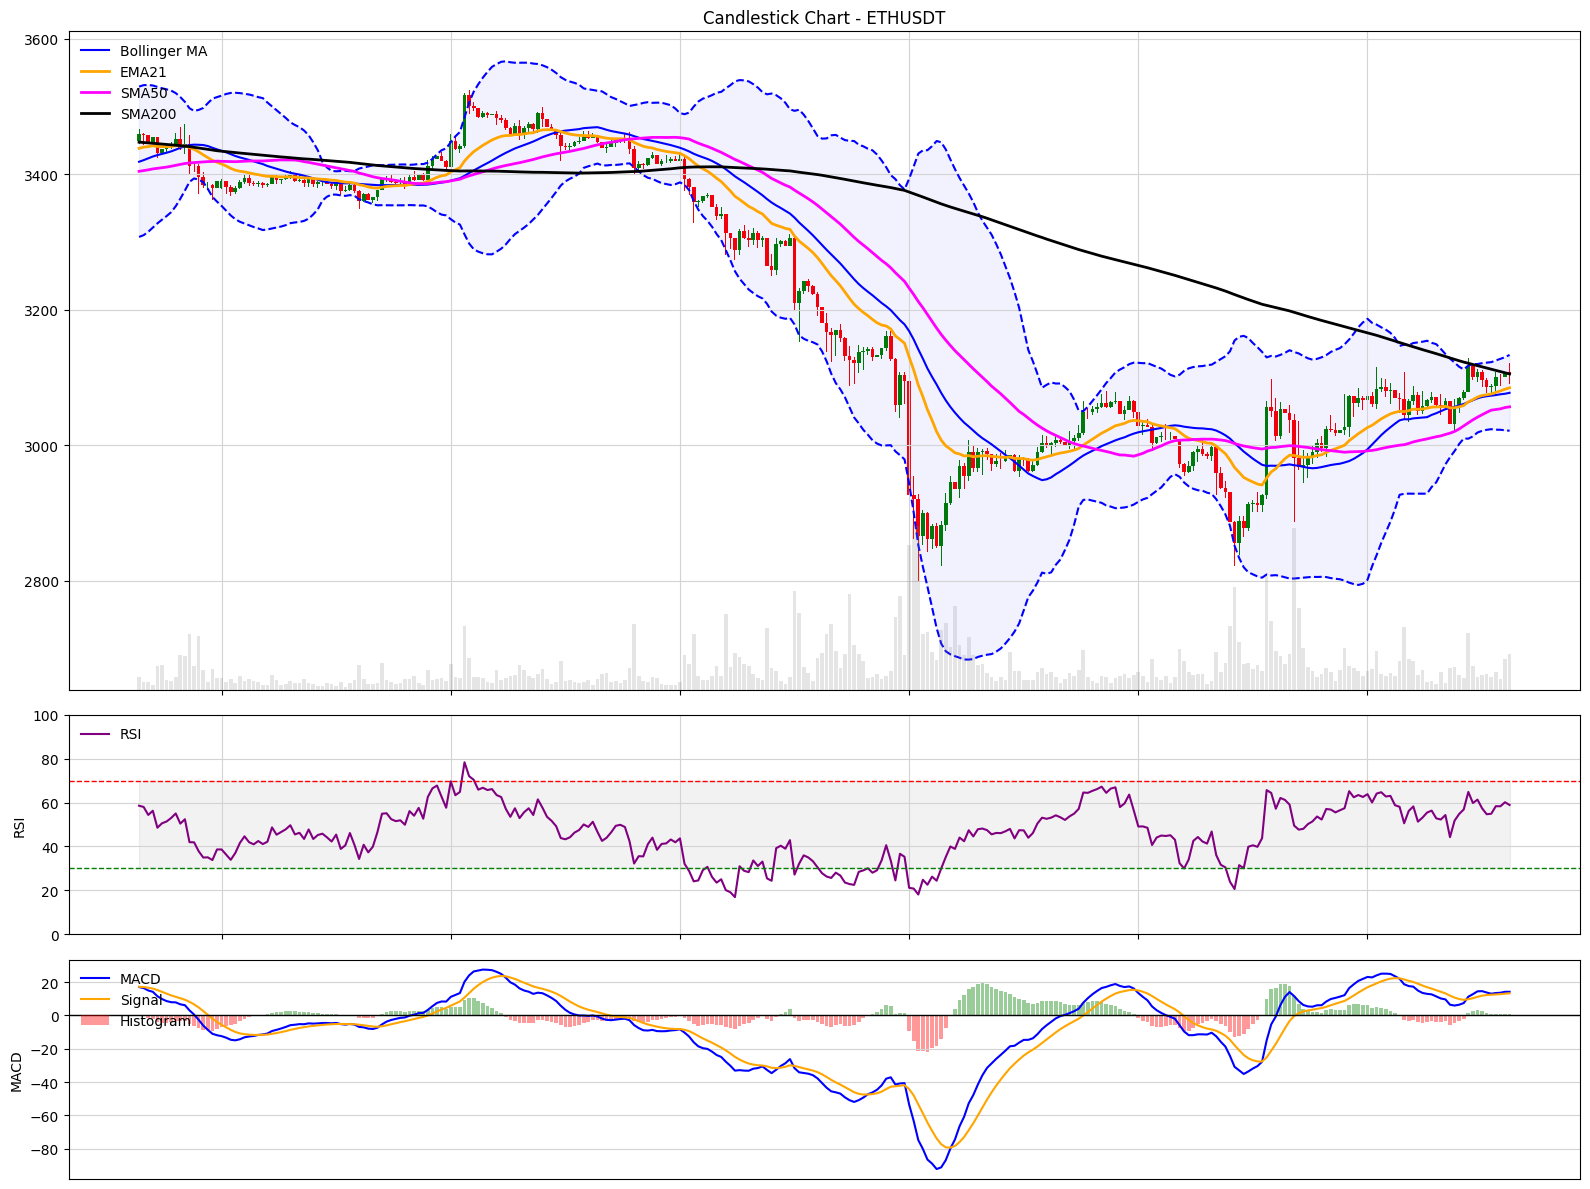 Candlestick Chart - ETHUSDT
3600
3400
3200
3000
2800
Bollinger MA
EMA21
SMA50
SMA200
100
80
60
40
20
0
RSI
RSI
20
0
−20
−40
−60
−80
MACD
MACD
Signal
Histogram